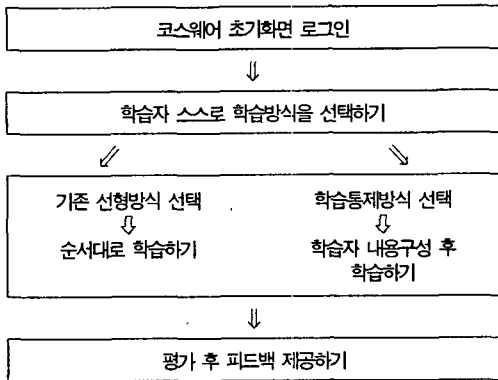 코스웨어 초기화면 로그인
⇓
학습자 스스로 학습방식을 선택하기
⇙ ⇘
기존 선형방식 선택 학습통제방식 선택
⇓ ⇓
순서대로 학습하기 학습자 내용구성 후
학습하기
⇓
평가 후 피드백 제공하기